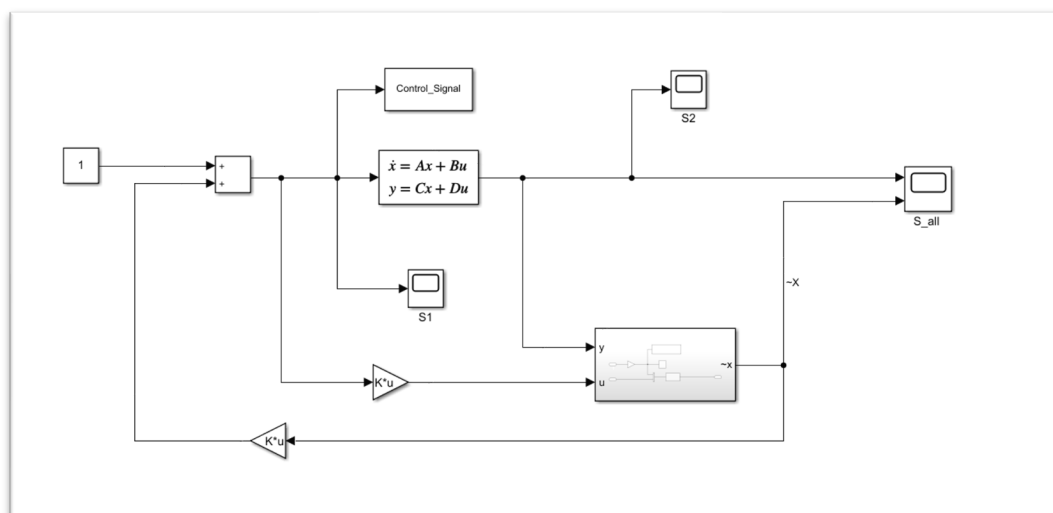 Control_Signal
S2
1
+
+
ẋ = Ax + Bu
y = Cx + Du
S_all
~X
S1
y
u
~x
K*u
K*u